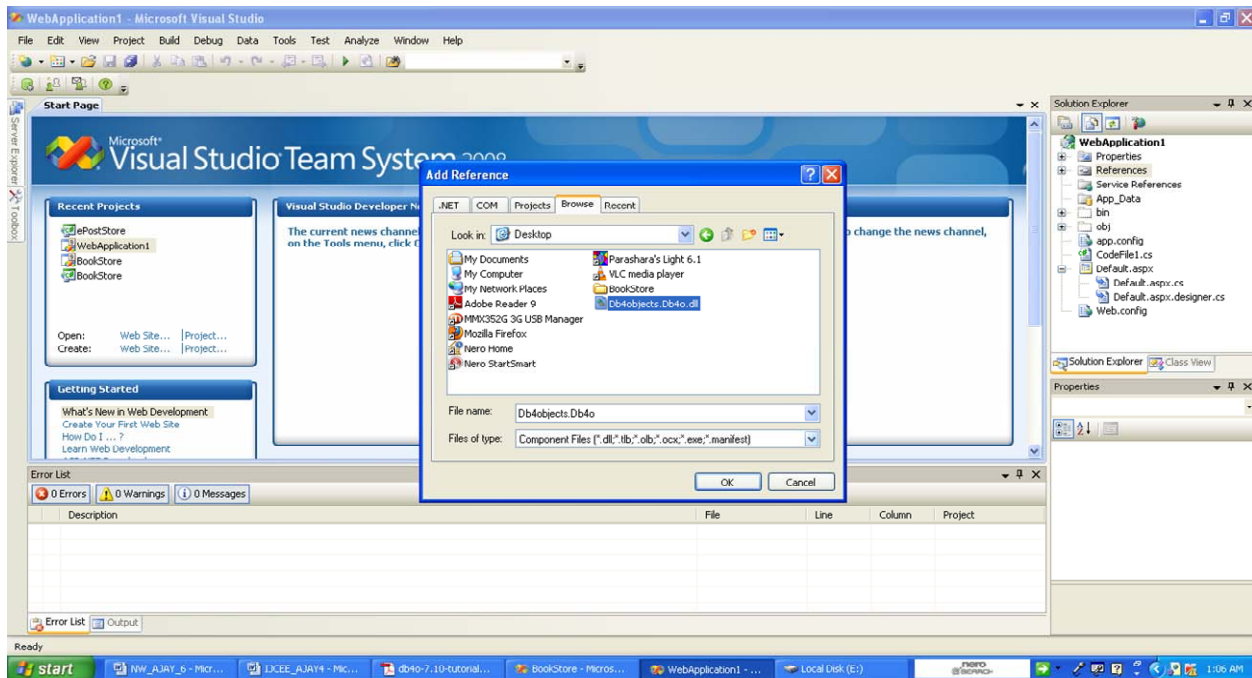 WebApplication1 - Microsoft Visual Studio
File Edit View Project Build Debug Data Tools Test Analyze Window Help
Server Explorer
Toolbox
Start Page
Microsoft®
Visual Studio Team System 2008
Recent Projects
ePostStore
WebApplication1
BookStore
BookStore
Open: Web Site... | Project...
Create: Web Site... | Project...
Getting Started
What's New in Web Development
Create Your First Web Site
How Do I ... ?
Learn Web Development
Visual Studio Developer N
The current news channe
on the Tools menu, click
change the news channel,
Add Reference
.NET COM Projects Browse Recent
Look in: Desktop
My Documents
My Computer
My Network Places
Adobe Reader 9
MMX352G 3G USB Manager
Mozilla Firefox
Nero Home
Nero StartSmart
Parashara's Light 6.1
VLC media player
BookStore
Db4objects.Db4o.dll
File name: Db4objects.Db4o
Files of type: Component Files (*.dll;*.tlb;*.olb;*.ocx;*.exe;*.manifest)
OK Cancel
Solution Explorer
WebApplication1
Properties
References
Service References
App_Data
bin
obj
app.config
CodeFile1.cs
Default.aspx
Default.aspx.cs
Default.aspx.designer.cs
Web.config
Solution Explorer Class View
Properties
Error List
0 Errors 0 Warnings 0 Messages
Description File Line Column Project
Error List Output
Ready
start NW_AJAY_6 - Micr... IJCEE_AJAY4 - Mic... db4o-7.10-tutorial... BookStore - Micros... WebApplication1 - ... Local Disk (E:) nero SEARCH 1:06 AM